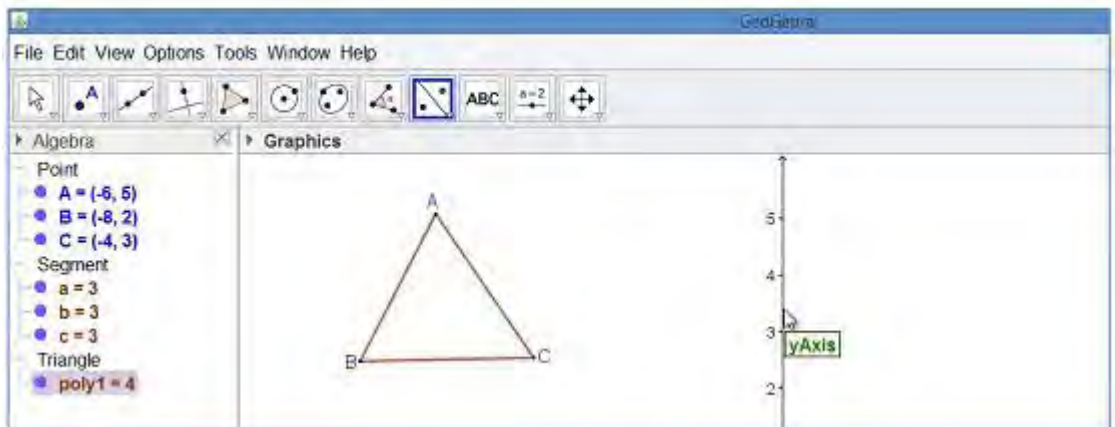 GeoGebra
File Edit View Options Tools Window Help
A
ABC
a=2
Algebra
Graphics
Point
A = (-6, 5)
B = (-8, 2)
C = (-4, 3)
Segment
a = 3
b = 3
c = 3
Triangle
poly1 = 4
A
B
C
5
4
3
yAxis
2